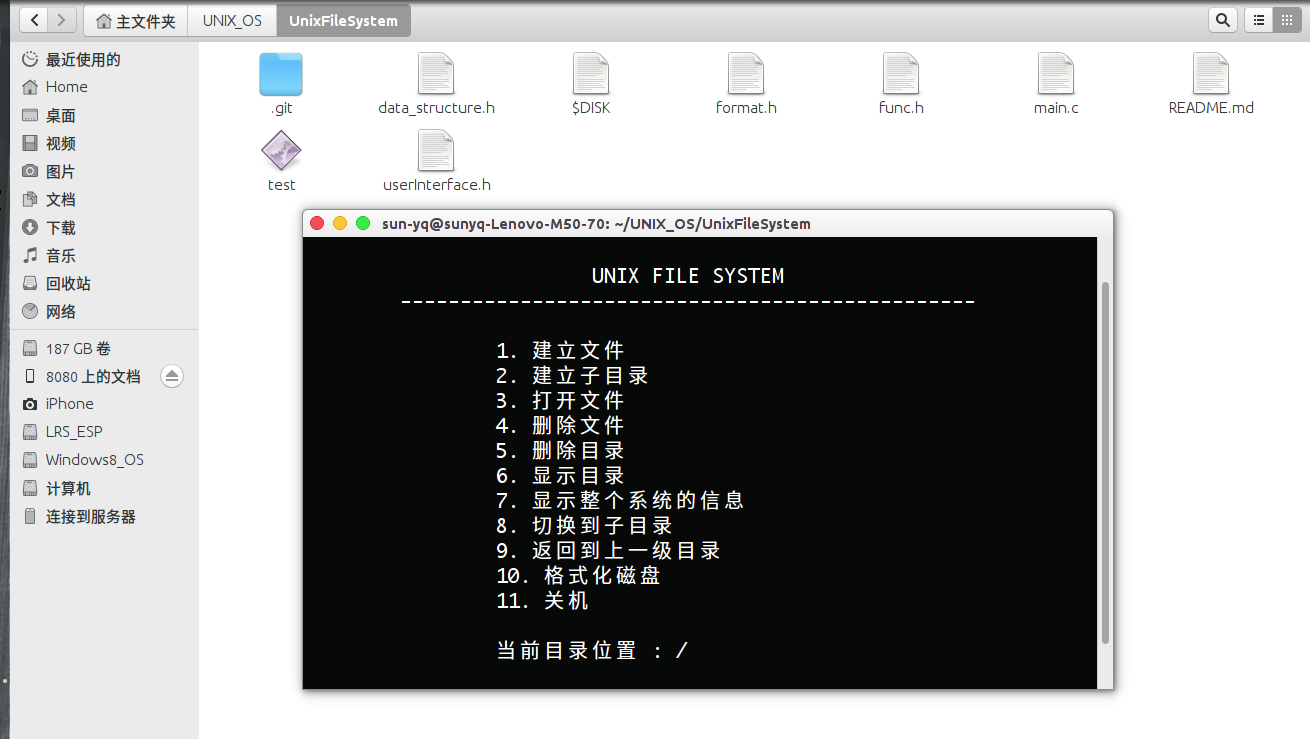 主文件夹 UNIX_OS UnixFileSystem
最近使用的
Home
桌面
视频
图片
文档
下载
音乐
回收站
网络
187 GB 卷
8080 上的文档
iPhone
LRS_ESP
Windows8_OS
计算机
连接到服务器
.git data_structure.h $DISK format.h func.h main.c README.md
test userInterface.h
sun-yq@sunyq-Lenovo-M50-70: ~/UNIX_OS/UnixFileSystem
UNIX FILE SYSTEM
------------------------------------------------
1. 建立文件
2. 建立子目录
3. 打开文件
4. 删除文件
5. 删除目录
6. 显示目录
7. 显示整个系统的信息
8. 切换到子目录
9. 返回到上一级目录
10. 格式化磁盘
11. 关机
当前目录位置 : /